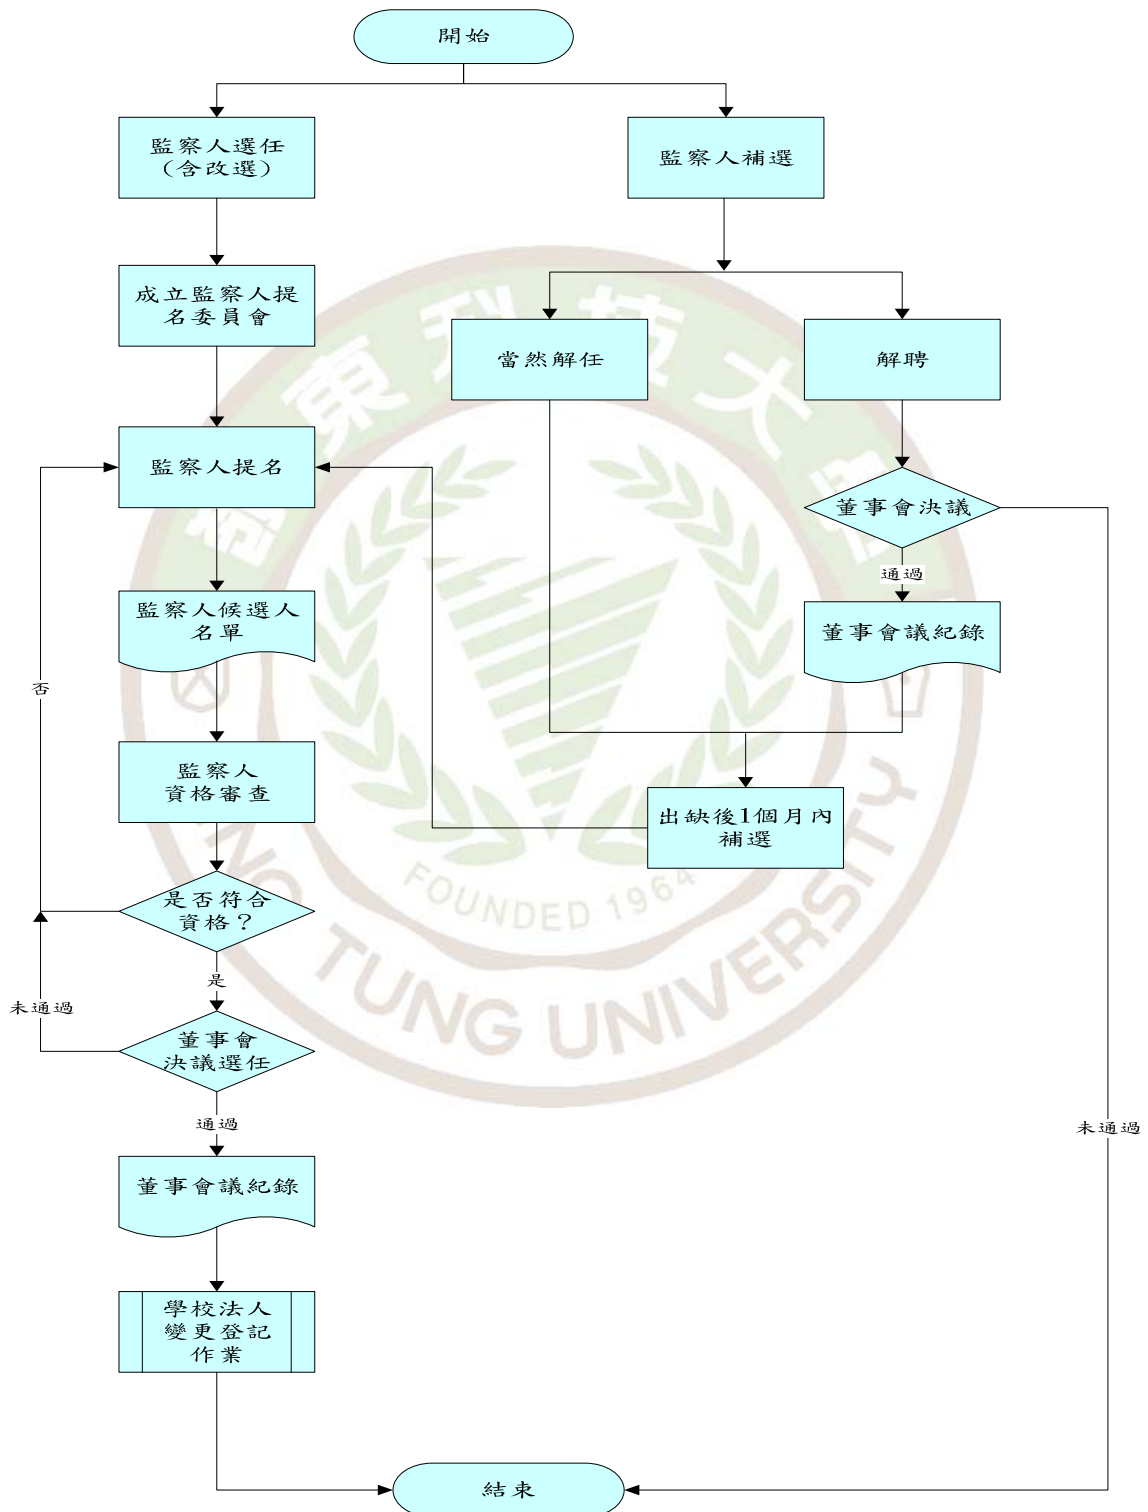 開始
監察人選任
(含改選)
監察人補選
成立監察人提
名委員會
當然解任
解聘
監察人提名
董事會決議
通過
監察人候選人
名單
董事會議紀錄
否
監察人
資格審查
出缺後1個月內
補選
是否符合
資格？
是
未通過
董事會
決議選任
通過
未通過
董事會議紀錄
學校法人
變更登記
作業
結束
東科技大
FOUNDED 1964
TUNG UNIVERSITY